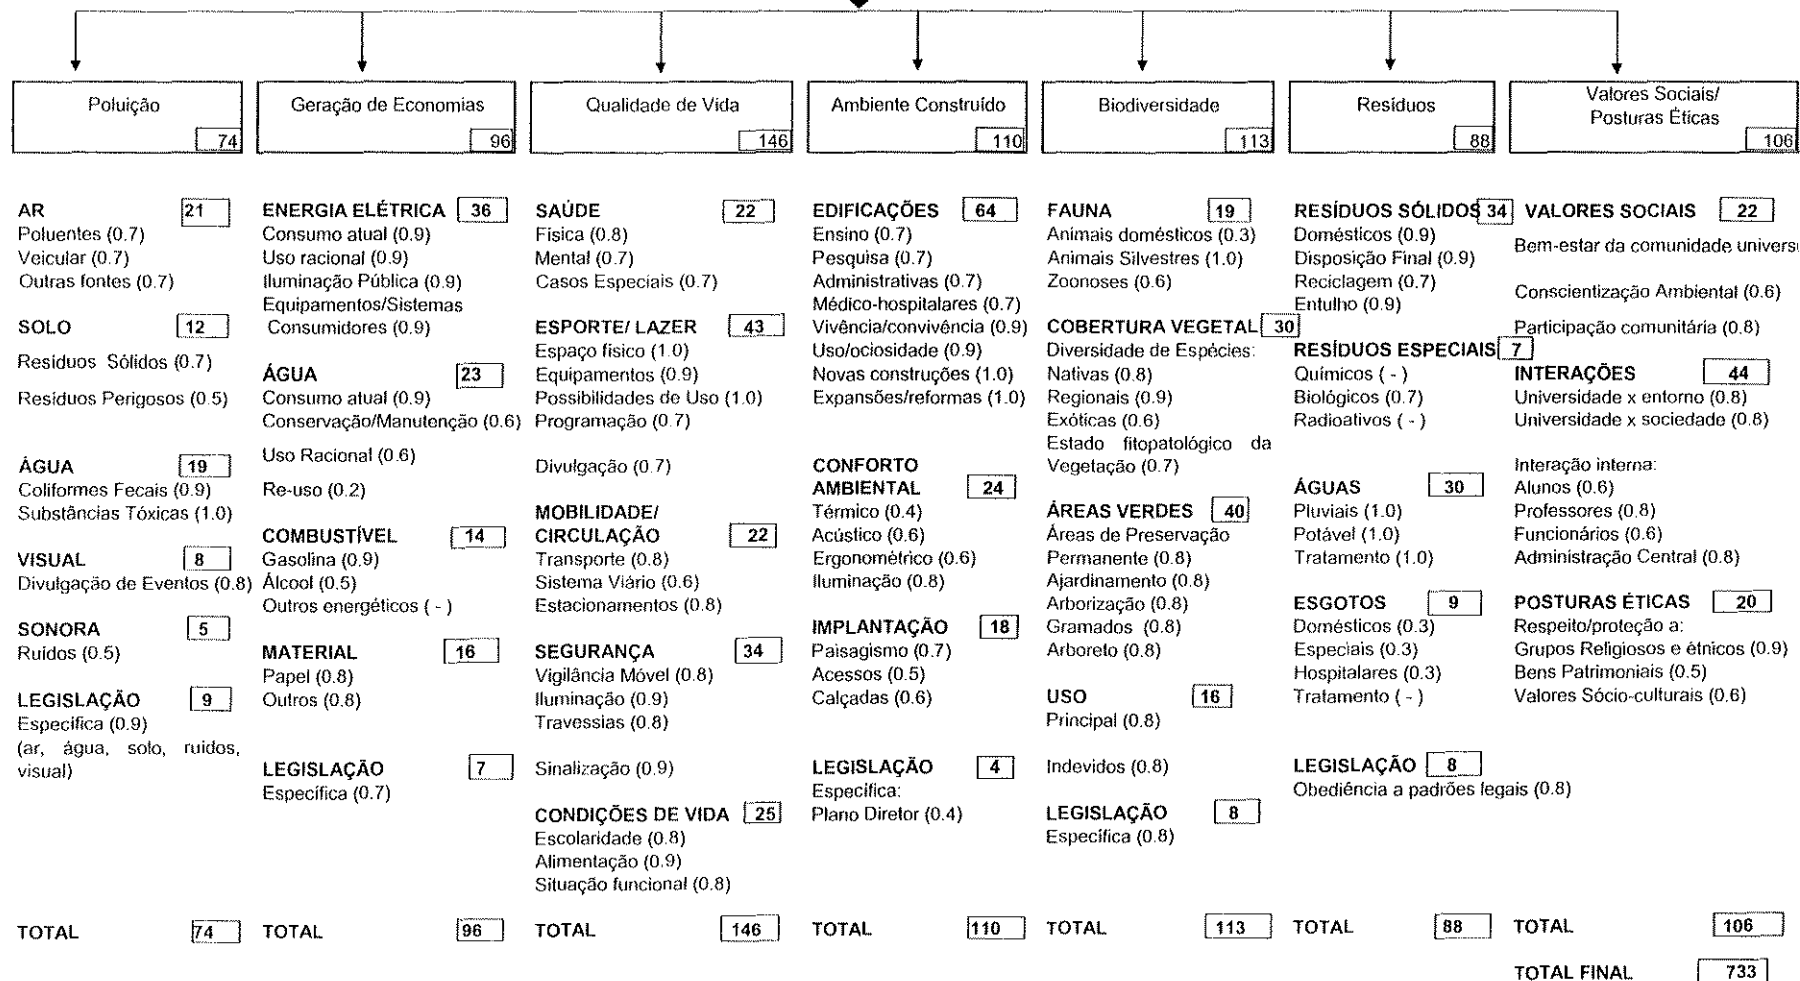 Poluição
74
Geração de Economias
96
Qualidade de Vida
146
Ambiente Construído
110
Biodiversidade
113
Resíduos
88
Valores Sociais/
Posturas Éticas
106
AR 21
Poluentes (0.7)
Veicular (0.7)
Outras fontes (0.7)
SOLO 12
Resíduos Sólidos (0.7)
Resíduos Perigosos (0.5)
ÁGUA 19
Coliformes Fecais (0.9)
Substâncias Tóxicas (1.0)
VISUAL 8
Divulgação de Eventos (0.8)
SONORA 5
Ruídos (0.5)
LEGISLAÇÃO 9
Específica (0.9)
(ar, água, solo, ruidos,
visual)
TOTAL 74
ENERGIA ELÉTRICA 36
Consumo atual (0.9)
Uso racional (0.9)
Iluminação Pública (0.9)
Equipamentos/Sistemas
Consumidores (0.9)
ÁGUA 23
Consumo atual (0.9)
Conservação/Manutenção (0.6)
Uso Racional (0.6)
Re-uso (0.2)
COMBUSTÍVEL 14
Gasolina (0.9)
Álcool (0.5)
Outros energéticos ( - )
MATERIAL 16
Papel (0.8)
Outros (0.8)
LEGISLAÇÃO 7
Específica (0.7)
TOTAL 96
SAÚDE 22
Física (0.8)
Mental (0.7)
Casos Especiais (0.7)
ESPORTE/ LAZER 43
Espaço físico (1.0)
Equipamentos (0.9)
Possibilidades de Uso (1.0)
Programação (0.7)
Divulgação (0.7)
MOBILIDADE/
CIRCULAÇÃO 22
Transporte (0.8)
Sistema Viário (0.6)
Estacionamentos (0.8)
SEGURANÇA 34
Vigilância Móvel (0.8)
Iluminação (0.9)
Travessias (0.8)
Sinalização (0.9)
CONDIÇÕES DE VIDA 25
Escolaridade (0.8)
Alimentação (0.9)
Situação funcional (0.8)
TOTAL 146
EDIFICAÇÕES 64
Ensino (0.7)
Pesquisa (0.7)
Administrativas (0.7)
Médico-hospitalares (0.7)
Vivência/convivência (0.9)
Uso/ociosidade (0.9)
Novas construções (1.0)
Expansões/reformas (1.0)
CONFORTO
AMBIENTAL 24
Térmico (0.4)
Acústico (0.6)
Ergonométrico (0.6)
Iluminação (0.8)
IMPLANTAÇÃO 18
Paisagismo (0.7)
Acessos (0.5)
Calçadas (0.6)
LEGISLAÇÃO 4
Específica:
Plano Diretor (0.4)
TOTAL 110
FAUNA 19
Animais domésticos (0.3)
Animais Silvestres (1.0)
Zoonoses (0.6)
COBERTURA VEGETAL 30
Diversidade de Espécies:
Nativas (0.8)
Regionais (0.9)
Exóticas (0.6)
Estado fitopatológico da
Vegetação (0.7)
ÁREAS VERDES 40
Áreas de Preservação
Permanente (0.8)
Ajardinamento (0.8)
Arborização (0.8)
Gramados (0.8)
Arboreto (0.8)
USO 16
Principal (0.8)
Indevidos (0.8)
LEGISLAÇÃO 8
Específica (0.8)
TOTAL 113
RESÍDUOS SÓLIDOS 34
Domésticos (0.9)
Disposição Final (0.9)
Reciclagem (0.7)
Entulho (0.9)
RESÍDUOS ESPECIAIS 7
Químicos ( - )
Biológicos (0.7)
Radioativos ( - )
ÁGUAS 30
Pluviais (1.0)
Potável (1.0)
Tratamento (1.0)
ESGOTOS 9
Domésticos (0.3)
Especiais (0.3)
Hospitalares (0.3)
Tratamento ( - )
LEGISLAÇÃO 8
Obediência a padrões legais (0.8)
TOTAL 88
VALORES SOCIAIS 22
Bem-estar da comunidade
Conscientização Ambiental (0.6)
Participação comunitária (0.8)
INTERAÇÕES 44
Universidade x entorno (0.8)
Universidade x sociedade (0.8)
Interação interna:
Alunos (0.6)
Professores (0.8)
Funcionários (0.6)
Administração Central (0.8)
POSTURAS ÉTICAS 20
Respeito/proteção a:
Grupos Religiosos e étnicos (0.9)
Bens Patrimoniais (0.5)
Valores Sócio-culturais (0.6)
TOTAL 106
TOTAL FINAL 733